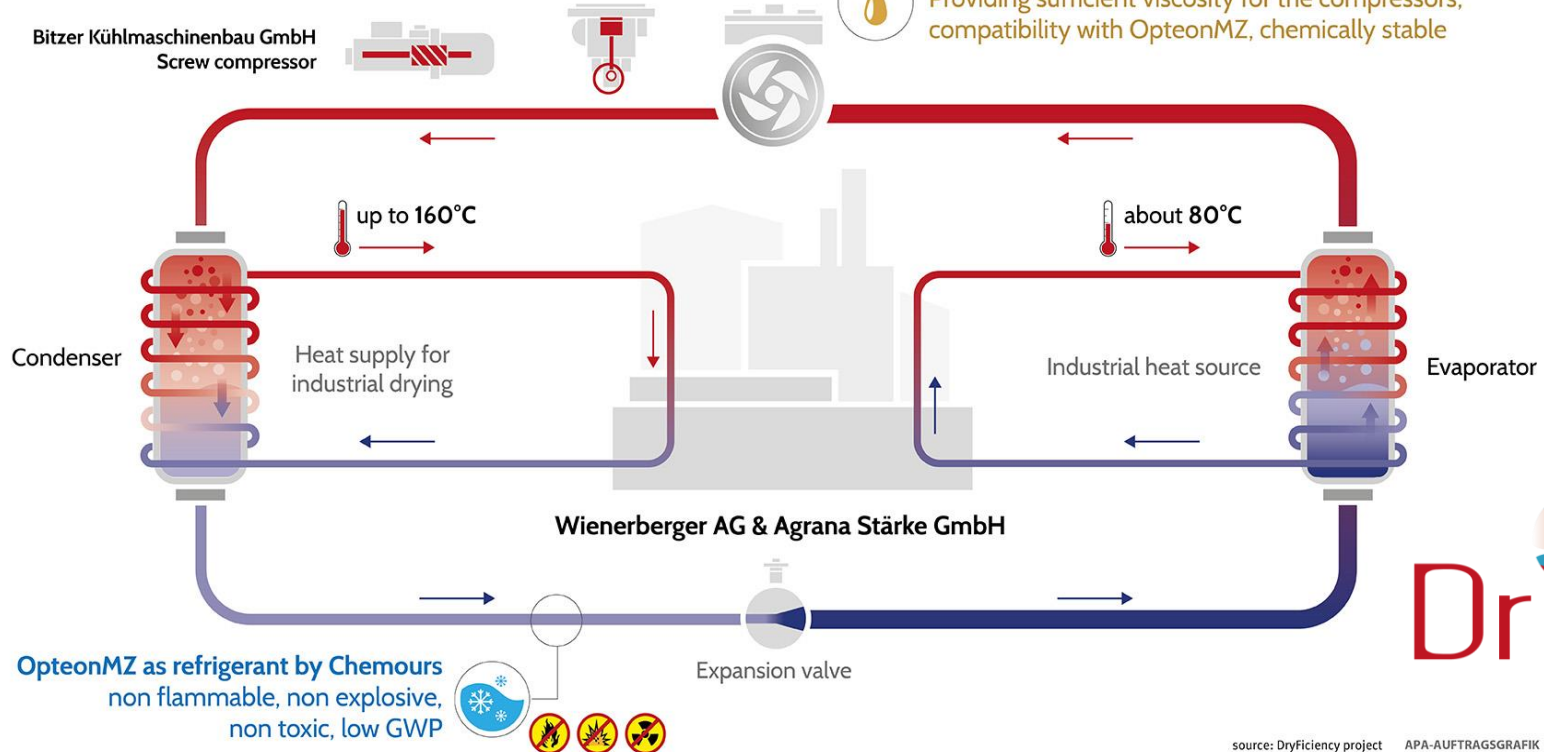 Providing sufficient viscosity for the compressors,
compatibility with OpteonMZ, chemically stable
Bitzer Kühlmaschinenbau GmbH
Screw compressor
up to 160°C
about 80°C
Condenser
Heat supply for
industrial drying
Industrial heat source
Evaporator
Wienerberger AG & Agrana Stärke GmbH
Expansion valve
OpteonMZ as refrigerant by Chemours
non flammable, non explosive,
non toxic, low GWP
Dr
source: DryFiciency project APA-AUFTRAGSGRAFIK